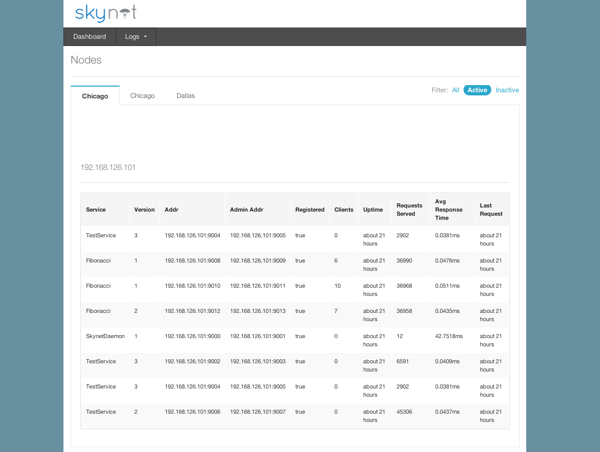 skynet
Dashboard Logs
Nodes
Chicago Chicago Dallas Filter: All Active Inactive
192.168.126.101
Service Version Addr Admin Addr Registered Clients Uptime Requests Served Avg Response Time Last Request
TestService 3 192.168.126.101:9004 192.168.126.101:9005 true 0 about 21 hours 2902 0.0381ms about 21 hours
Fibonacci 1 192.168.126.101:9008 192.168.126.101:9009 true 6 about 21 hours 36990 0.0476ms about 21 hours
Fibonacci 1 192.168.126.101:9010 192.168.126.101:9011 true 10 about 21 hours 36968 0.0511ms about 21 hours
Fibonacci 2 192.168.126.101:9012 192.168.126.101:9013 true 7 about 21 hours 36958 0.0435ms about 21 hours
SkynetDaemon 1 192.168.126.101:9000 192.168.126.101:9001 true 0 about 21 hours 12 42.7518ms about 21 hours
TestService 3 192.168.126.101:9002 192.168.126.101:9003 true 0 about 21 hours 6591 0.0409ms about 21 hours
TestService 3 192.168.126.101:9004 192.168.126.101:9005 true 0 about 21 hours 2902 0.0381ms about 21 hours
TestService 2 192.168.126.101:9006 192.168.126.101:9007 true 0 about 21 hours 45306 0.0437ms about 21 hours